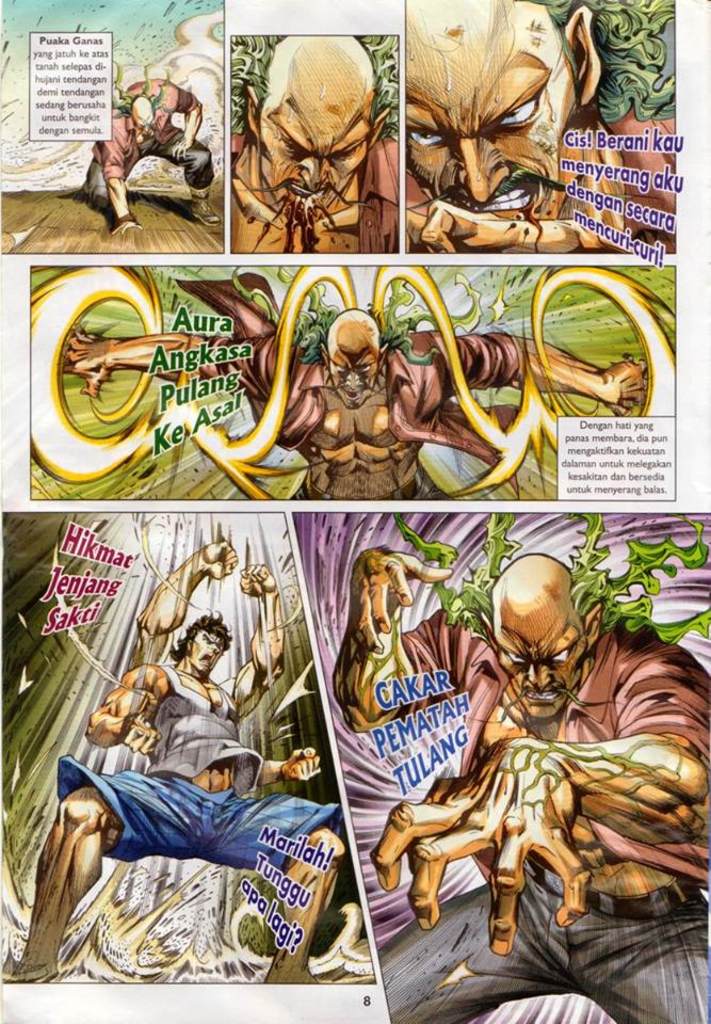 Puaka Ganas
yang jatuh ke atas
tanah selepas di-
hujani tendangan
demi tendangan
sedang berusaha
untuk bangkit
dengan semula.
Cis! Berani kau
menyerang aku
dengan secara
mencuri-curi!
Aura
Angkasa
Pulang
Ke Asal
Dengan hati yang
panas membara, dia pun
mengaktifkan kekuatan
dalaman untuk melegakan
kesakitan dan bersedia
untuk menyerang balas.
Hikmat
Jenjang
Sakti
Marilah!
Tunggu
apa lagi?
CAKAR
PEMATAH
TULANG
8